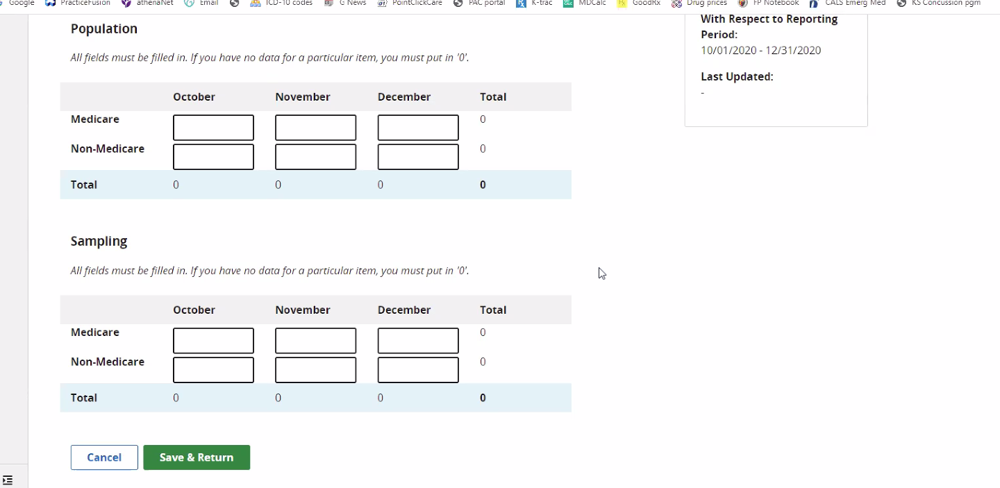 Google PracticeFusion athenaNet Email ICD-10 codes G News PointClickCare PAC portal K-trac MDCalc GoodRx Drug prices FP Notebook CALS Emerg Med KS Concussion pgm
Population
All fields must be filled in. If you have no data for a particular item, you must put in '0'.
October November December Total
Medicare 0
Non-Medicare 0
Total 0 0 0 0
Sampling
All fields must be filled in. If you have no data for a particular item, you must put in '0'.
October November December Total
Medicare 0
Non-Medicare 0
Total 0 0 0 0
Cancel Save & Return
With Respect to Reporting
Period:
10/01/2020 - 12/31/2020
Last Updated:
-